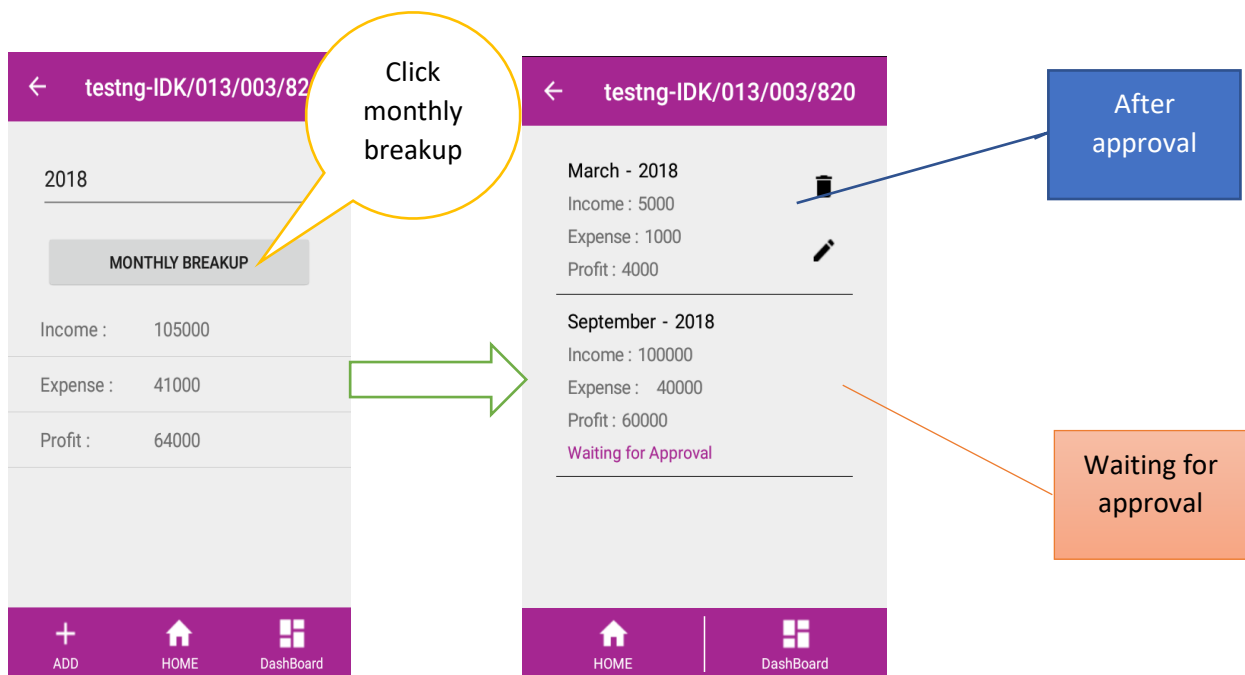 testng-IDK/013/003/82
2018
MONTHLY BREAKUP
Income : 105000
Expense : 41000
Profit : 64000
ADD
HOME
DashBoard
Click
monthly
breakup
testng-IDK/013/003/820
March - 2018
Income : 5000
Expense : 1000
Profit : 4000
September - 2018
Income : 100000
Expense : 40000
Profit : 60000
Waiting for Approval
HOME
DashBoard
After
approval
Waiting for
approval